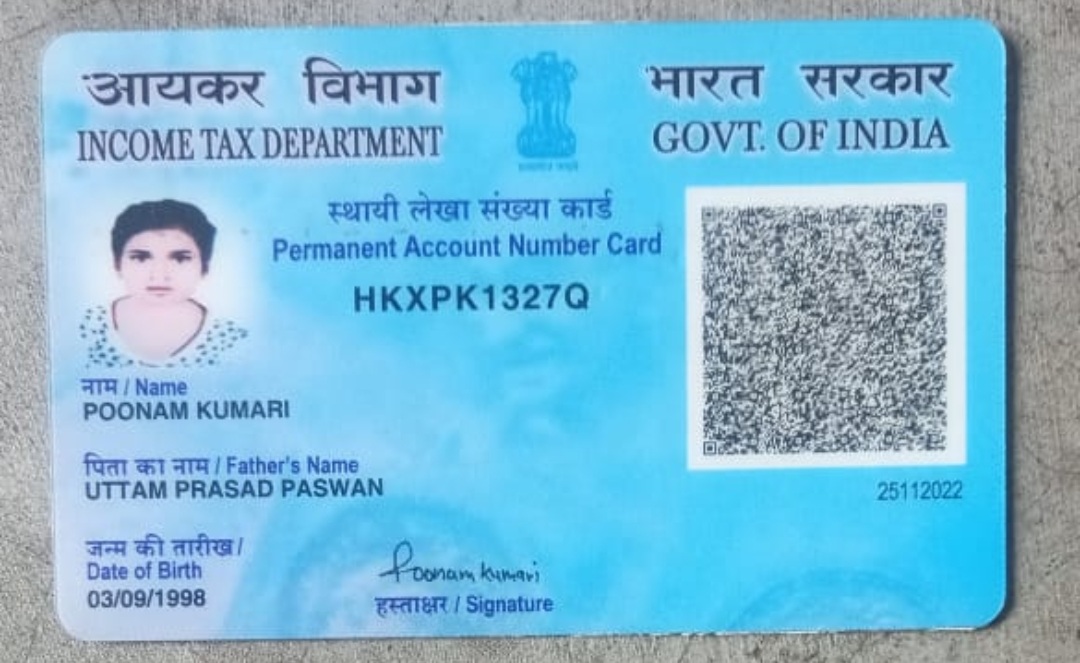 आयकर विभाग
INCOME TAX DEPARTMENT
भारत सरकार
GOVT. OF INDIA
स्थायी लेखा संख्या कार्ड
Permanent Account Number Card
HKXPK1327Q
नाम / Name
POONAM KUMARI
पिता का नाम / Father's Name
UTTAM PRASAD PASWAN
जन्म की तारीख /
Date of Birth
03/09/1998
Poonam Kumari
हस्ताक्षर / Signature
25112022